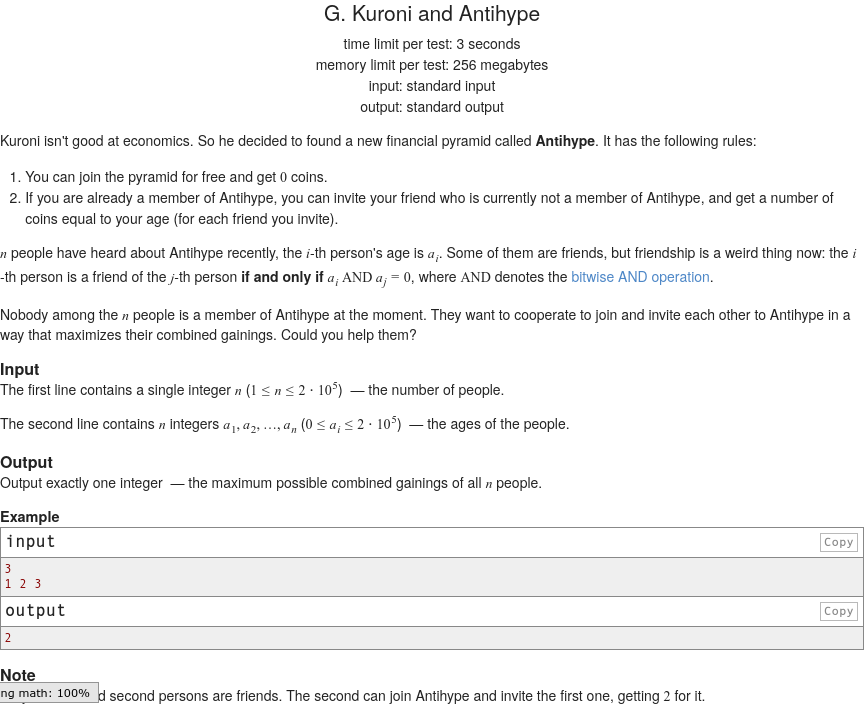 G. Kuroni and Antihype
time limit per test: 3 seconds
memory limit per test: 256 megabytes
input: standard input
output: standard output
Kuroni isn't good at economics. So he decided to found a new financial pyramid called Antihype. It has the following rules:
1. You can join the pyramid for free and get 0 coins.
2. If you are already a member of Antihype, you can invite your friend who is currently not a member of Antihype, and get a number of
coins equal to your age (for each friend you invite).
n people have heard about Antihype recently, the i-th person's age is a_i. Some of them are friends, but friendship is a weird thing now: the i
-th person is a friend of the j-th person if and only if a_i AND a_j = 0, where AND denotes the bitwise AND operation.
Nobody among the n people is a member of Antihype at the moment. They want to cooperate to join and invite each other to Antihype in a
way that maximizes their combined gainings. Could you help them?
Input
The first line contains a single integer n (1 ≤ n ≤ 2 · 10^5) — the number of people.
The second line contains n integers a_1, a_2, …, a_n (0 ≤ a_i ≤ 2 · 10^5) — the ages of the people.
Output
Output exactly one integer — the maximum possible combined gainings of all n people.
Example
input
Copy
3
1 2 3
output
Copy
2
Note
ng math: 100%
d second persons are friends. The second can join Antihype and invite the first one, getting 2 for it.